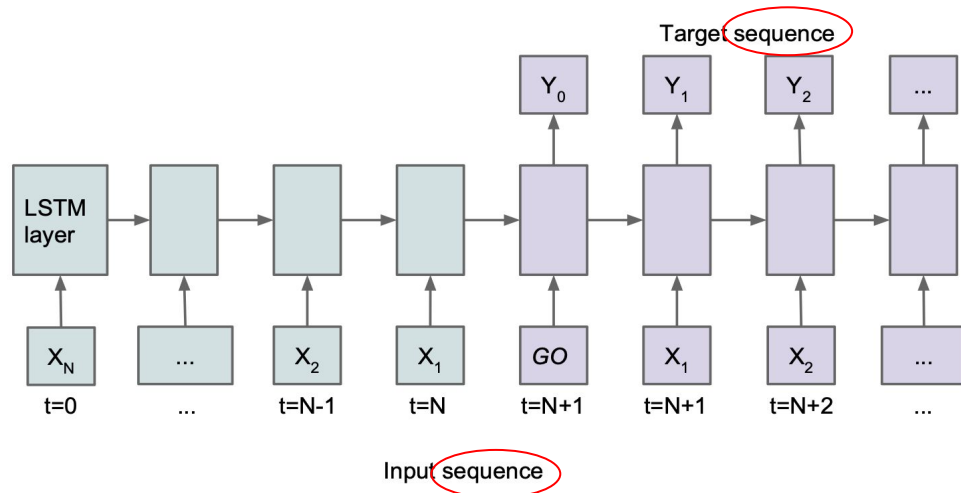 Target sequence
Y0 Y1 Y2 ...
LSTM
layer
XN ... X2 X1 GO X1 X2 ...
t=0 ... t=N-1 t=N t=N+1 t=N+1 t=N+2 ...
Input sequence